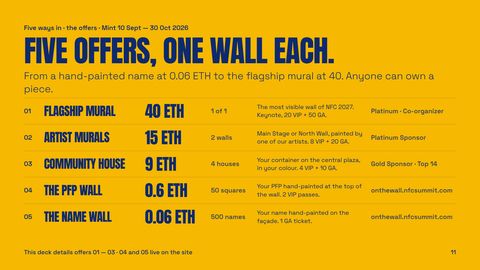 Five ways in · the offers · Mint 10 Sept — 30 Oct 2026
FIVE OFFERS, ONE WALL EACH.
From a hand-painted name at 0.06 ETH to the flagship mural at 40. Anyone can own a
piece.
01 FLAGSHIP MURAL 40 ETH 1 of 1 The most visible wall of NFC 2027. Platinum · Co-organizer
Keynote, 20 VIP + 50 GA.
02 ARTIST MURALS 15 ETH 2 walls Main Stage or North Wall, painted by Platinum Sponsor
one of our artists. 8 VIP + 20 GA.
03 COMMUNITY HOUSE 9 ETH 4 houses Your container on the central plaza, Gold Sponsor · Top 14
in your colour. 4 VIP + 10 GA.
04 THE PFP WALL 0.6 ETH 50 squares Your PFP hand-painted at the top of onthewall.nfcsummit.com
the wall. 2 VIP passes.
05 THE NAME WALL 0.06 ETH 500 names Your name hand-painted on the onthewall.nfcsummit.com
façade. 1 GA ticket.
This deck details offers 01 — 03 · 04 and 05 live on the site 11